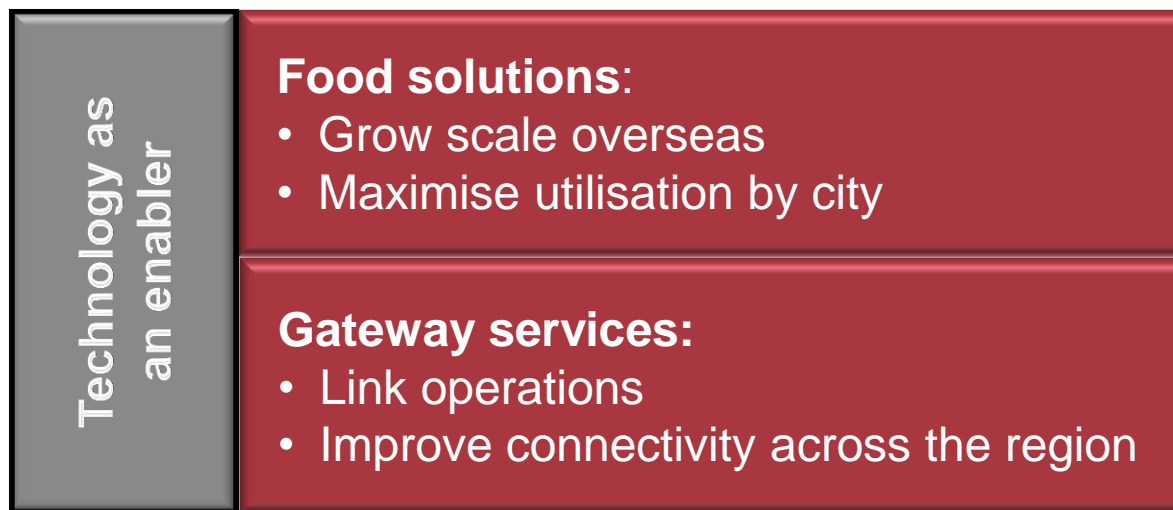 Technology as
an enabler
Food solutions:
• Grow scale overseas
• Maximise utilisation by city
Gateway services:
• Link operations
• Improve connectivity across the region